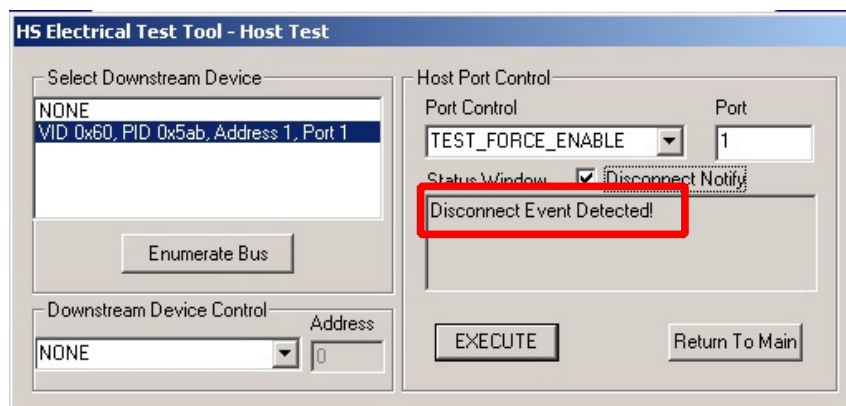 HS Electrical Test Tool - Host Test
Select Downstream Device
NONE
VID 0x60, PID 0x5ab, Address 1, Port 1
Enumerate Bus
Downstream Device Control
Address
NONE
0
Host Port Control
Port Control
Port
TEST_FORCE_ENABLE
1
Status Window
Disconnect Notify
Disconnect Event Detected!
EXECUTE
Return To Main